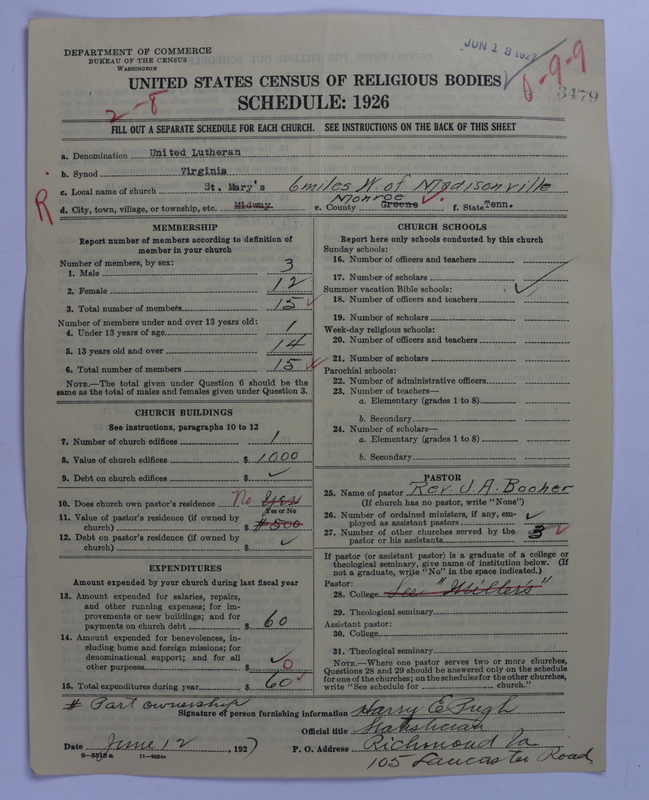 DEPARTMENT OF COMMERCE
BUREAU OF THE CENSUS
WASHINGTON
JUN 13 1927
8-9-9
3479
UNITED STATES CENSUS OF RELIGIOUS BODIES
SCHEDULE: 1926
2-8
FILL OUT A SEPARATE SCHEDULE FOR EACH CHURCH. SEE INSTRUCTIONS ON THE BACK OF THIS SHEET
a. Denomination United Lutheran
b. Synod Virginia
c. Local name of church St. Mary's 6 miles W. of Madisonville
R
d. City, town, village, or township, etc. Midway. e. County Greene Monroe f. State Tenn.
MEMBERSHIP
Report number of members according to definition of
member in your church
Number of members, by sex:
1. Male 3
2. Female 12
3. Total number of members 15
Number of members under and over 13 years old:
4. Under 13 years of age 1
5. 13 years old and over 14
6. Total number of members 15
NOTE.—The total given under Question 6 should be the
same as the total of males and females given under Question 3.
CHURCH BUILDINGS
See instructions, paragraphs 10 to 12
7. Number of church edifices 1
8. Value of church edifices $ 1000
9. Debt on church edifices $ ✓
10. Does church own pastor's residence No Yes
Yes or No
11. Value of pastor's residence (if owned by
church) $ # 500
12. Debt on pastor's residence (if owned by
church) $ ✓
EXPENDITURES
Amount expended by your church during last fiscal year
13. Amount expended for salaries, repairs,
and other running expenses; for im-
provements or new buildings; and for
payments on church debt $ 60
14. Amount expended for benevolences, in-
cluding home and foreign missions; for
denominational support; and for all
other purposes $ ✓ 0
15. Total expenditures during year $ 60
CHURCH SCHOOLS
Report here only schools conducted by this church
Sunday schools:
16. Number of officers and teachers
17. Number of scholars
Summer vacation Bible schools:
18. Number of officers and teachers
19. Number of scholars
Week-day religious schools:
20. Number of officers and teachers
21. Number of scholars
Parochial schools:
22. Number of administrative officers
23. Number of teachers—
a. Elementary (grades 1 to 8)
b. Secondary
24. Number of scholars—
a. Elementary (grades 1 to 8)
b. Secondary
PASTOR
25. Name of pastor Rev. J. A. Booher
(If church has no pastor, write "None")
26. Number of ordained ministers, if any, em-
ployed as assistant pastors ✓
27. Number of other churches served by the
pastor or his assistants 3
If pastor (or assistant pastor) is a graduate of a college or
theological seminary, give name of institution below. (If
not a graduate, write "No" in the space indicated.)
Pastor:
28. College See "Miller's"
29. Theological seminary
Assistant pastor:
30. College
31. Theological seminary
NOTE.—Where one pastor serves two or more churches,
Questions 28 and 29 should be answered only on the schedule
for one of the churches; on the schedules for the other churches,
write "See schedule for church."
# Part ownership
Signature of person furnishing information Harry E. Pugh
Official title Statistician
Date June 12, 1927 P. O. Address Richmond Va
105 Lancaster Road